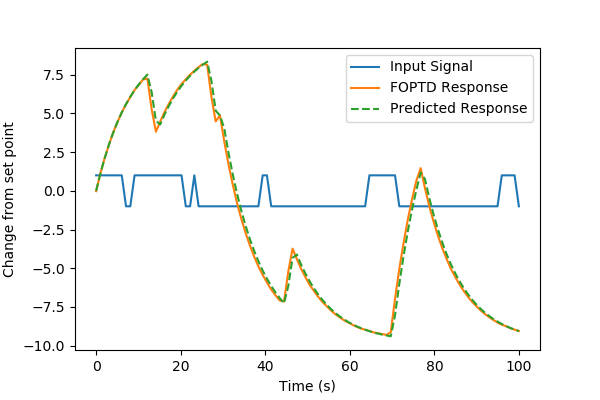 Input Signal
FOPTD Response
Predicted Response
Change from set point
7.5
5.0
2.5
0.0
−2.5
−5.0
−7.5
−10.0
0 20 40 60 80 100
Time (s)